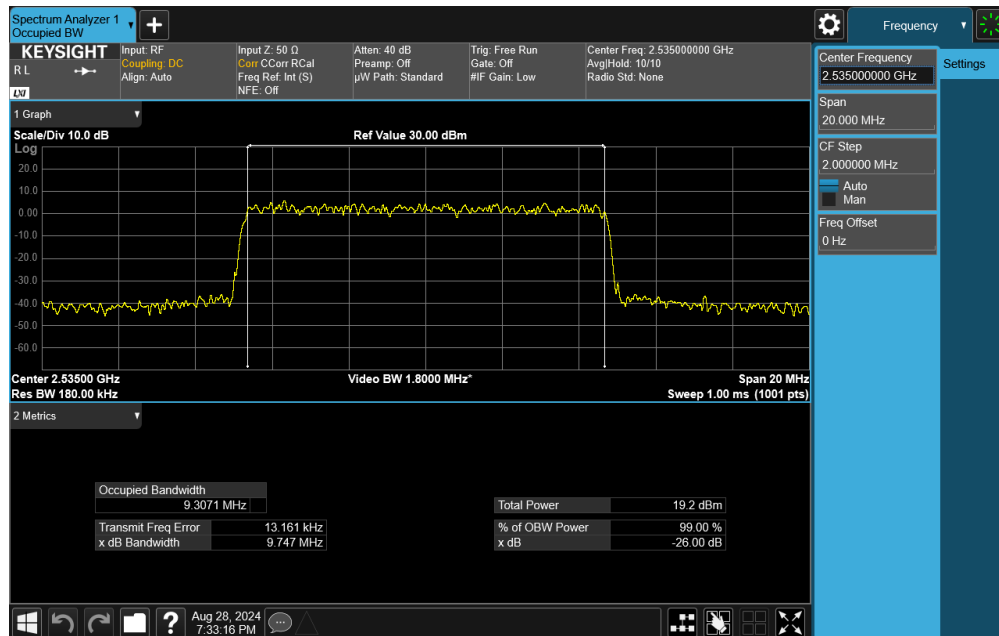 Spectrum Analyzer 1
Occupied BW
+
Frequency
KEYSIGHT
R L
LXI
Input: RF
Coupling: DC
Align: Auto
Input Z: 50 Ω
Corr CCorr RCal
Freq Ref: Int (S)
NFE: Off
Atten: 40 dB
Preamp: Off
µW Path: Standard
Trig: Free Run
Gate: Off
#IF Gain: Low
Center Freq: 2.535000000 GHz
Avg|Hold: 10/10
Radio Std: None
Center Frequency
2.535000000 GHz
Settings
Span
20.000 MHz
CF Step
2.000000 MHz
Auto
Man
Freq Offset
0 Hz
1 Graph
Scale/Div 10.0 dB
Ref Value 30.00 dBm
Log
20.0
10.0
0.00
-10.0
-20.0
-30.0
-40.0
-50.0
-60.0
Center 2.53500 GHz
Video BW 1.8000 MHz*
Span 20 MHz
Res BW 180.00 kHz
Sweep 1.00 ms (1001 pts)
2 Metrics
Occupied Bandwidth
9.3071 MHz
Total Power 19.2 dBm
Transmit Freq Error 13.161 kHz
% of OBW Power 99.00 %
x dB Bandwidth 9.747 MHz
x dB -26.00 dB
?
Aug 28, 2024
7:33:16 PM